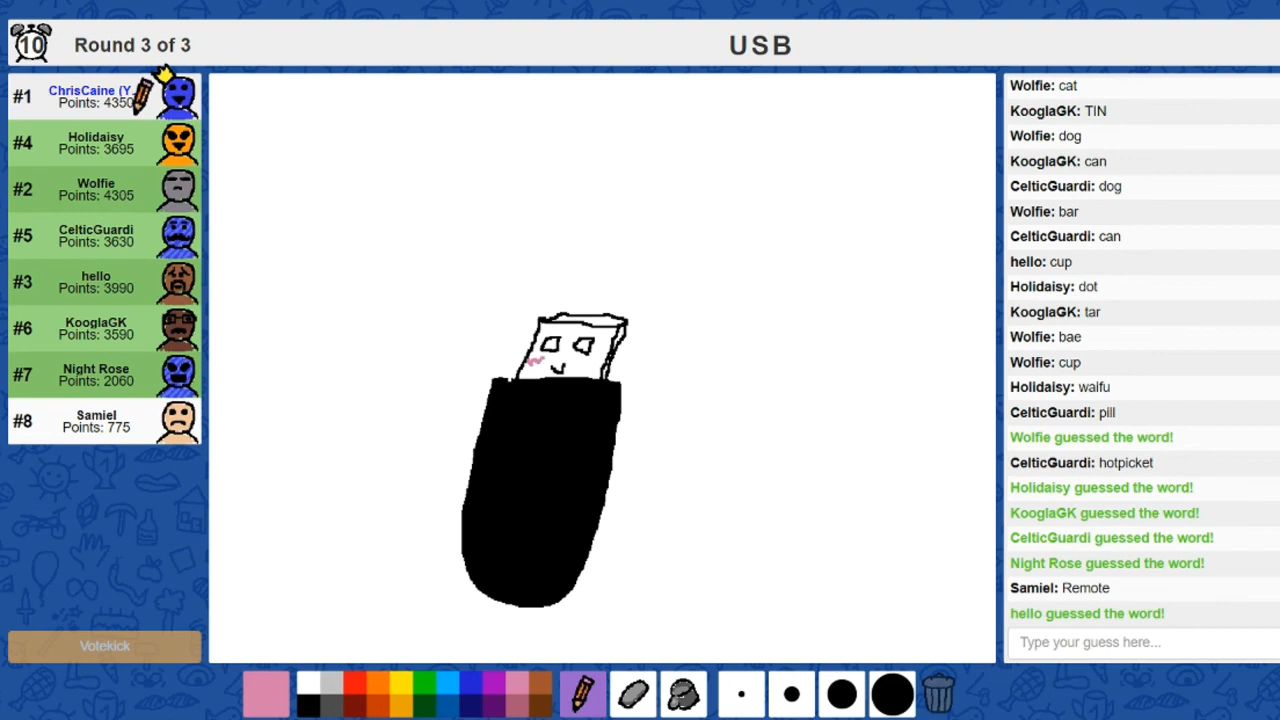 10
Round 3 of 3
USB
#1 ChrisCaine (Y
Points: 4350
#4 Holidaisy
Points: 3695
#2 Wolfie
Points: 4305
#5 CelticGuardi
Points: 3630
#3 hello
Points: 3990
#6 KooglaGK
Points: 3590
#7 Night Rose
Points: 2060
#8 Samiel
Points: 775
Votekick
Wolfie: cat
KooglaGK: TIN
Wolfie: dog
KooglaGK: can
CelticGuardi: dog
Wolfie: bar
CelticGuardi: can
hello: cup
Holidaisy: dot
KooglaGK: tar
Wolfie: bae
Wolfie: cup
Holidaisy: waifu
CelticGuardi: pill
Wolfie guessed the word!
CelticGuardi: hotpicket
Holidaisy guessed the word!
KooglaGK guessed the word!
CelticGuardi guessed the word!
Night Rose guessed the word!
Samiel: Remote
hello guessed the word!
Type your guess here...